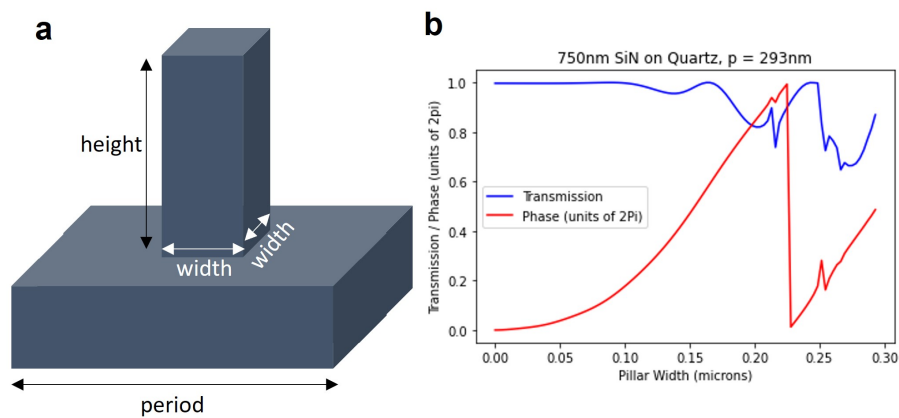 a
height
width
width
period
b
750nm SiN on Quartz, p = 293nm
Transmission / Phase (units of 2pi)
1.0
0.8
0.6
0.4
0.2
0.0
Transmission
Phase (units of 2Pi)
0.00 0.05 0.10 0.15 0.20 0.25 0.30
Pillar Width (microns)